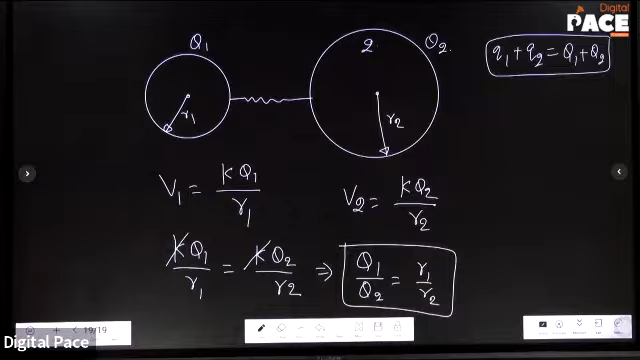 Digital
PACE
Q₁
2.
Q₂.
q₁ + q₂ = Q₁ + Q₂
r₁
r₂
V₁ = kQ₁/r₁
V₂ = kQ₂/r₂
kQ₁/r₁ = kQ₂/r2 ⇒ Q₁/Q₂ = r₁/r₂
19/19
Digital Pace